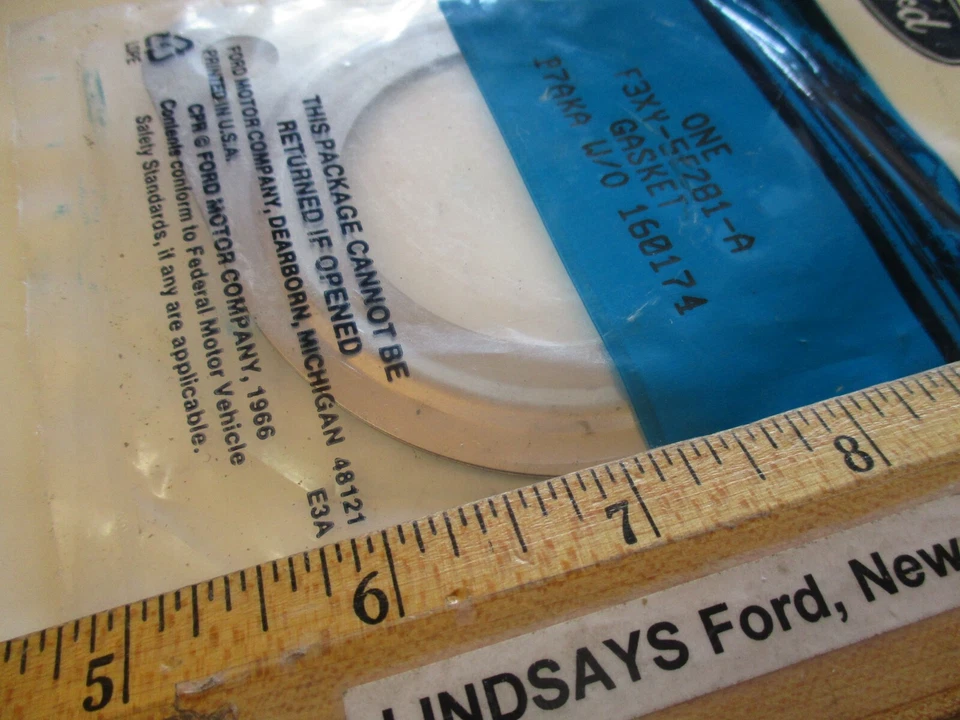 LDPE
FORD MOTOR COMPANY, DEARBORN, MICHIGAN 48121
PRINTED IN U.S.A. E3A
CPR © FORD MOTOR COMPANY, 1966
Contents conform to Federal Motor Vehicle
Safety Standards, if any are applicable.
THIS PACKAGE CANNOT BE
RETURNED IF OPENED
ONE
F3XY-5F2B1-A
GASKET
97AKA W/O 160174
5 6 7 8
LINDSAYS Ford, New